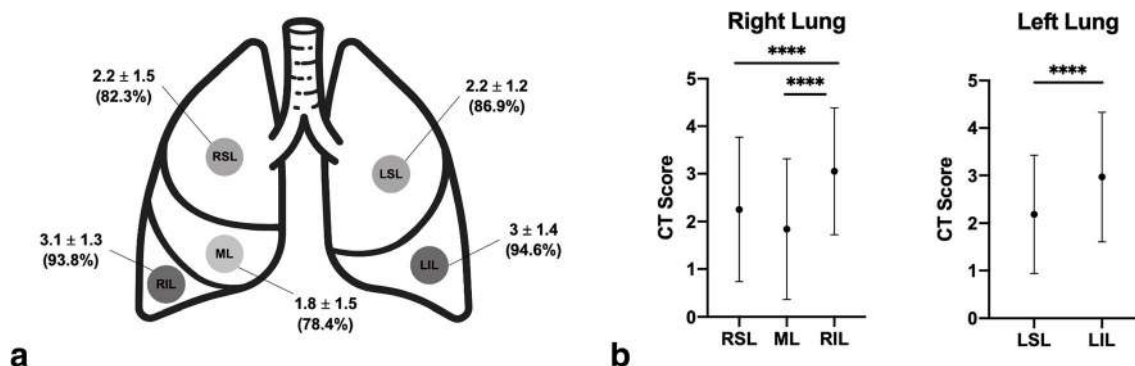 2.2 ± 1.5
(82.3%)
2.2 ± 1.2
(86.9%)
RSL
LSL
3.1 ± 1.3
(93.8%)
ML
3 ± 1.4
(94.6%)
RIL
LIL
1.8 ± 1.5
(78.4%)
a
Right Lung
****
****
5
4
3
2
1
0
CT Score
RSL ML RIL
Left Lung
****
5
4
3
2
1
0
CT Score
LSL LIL
b